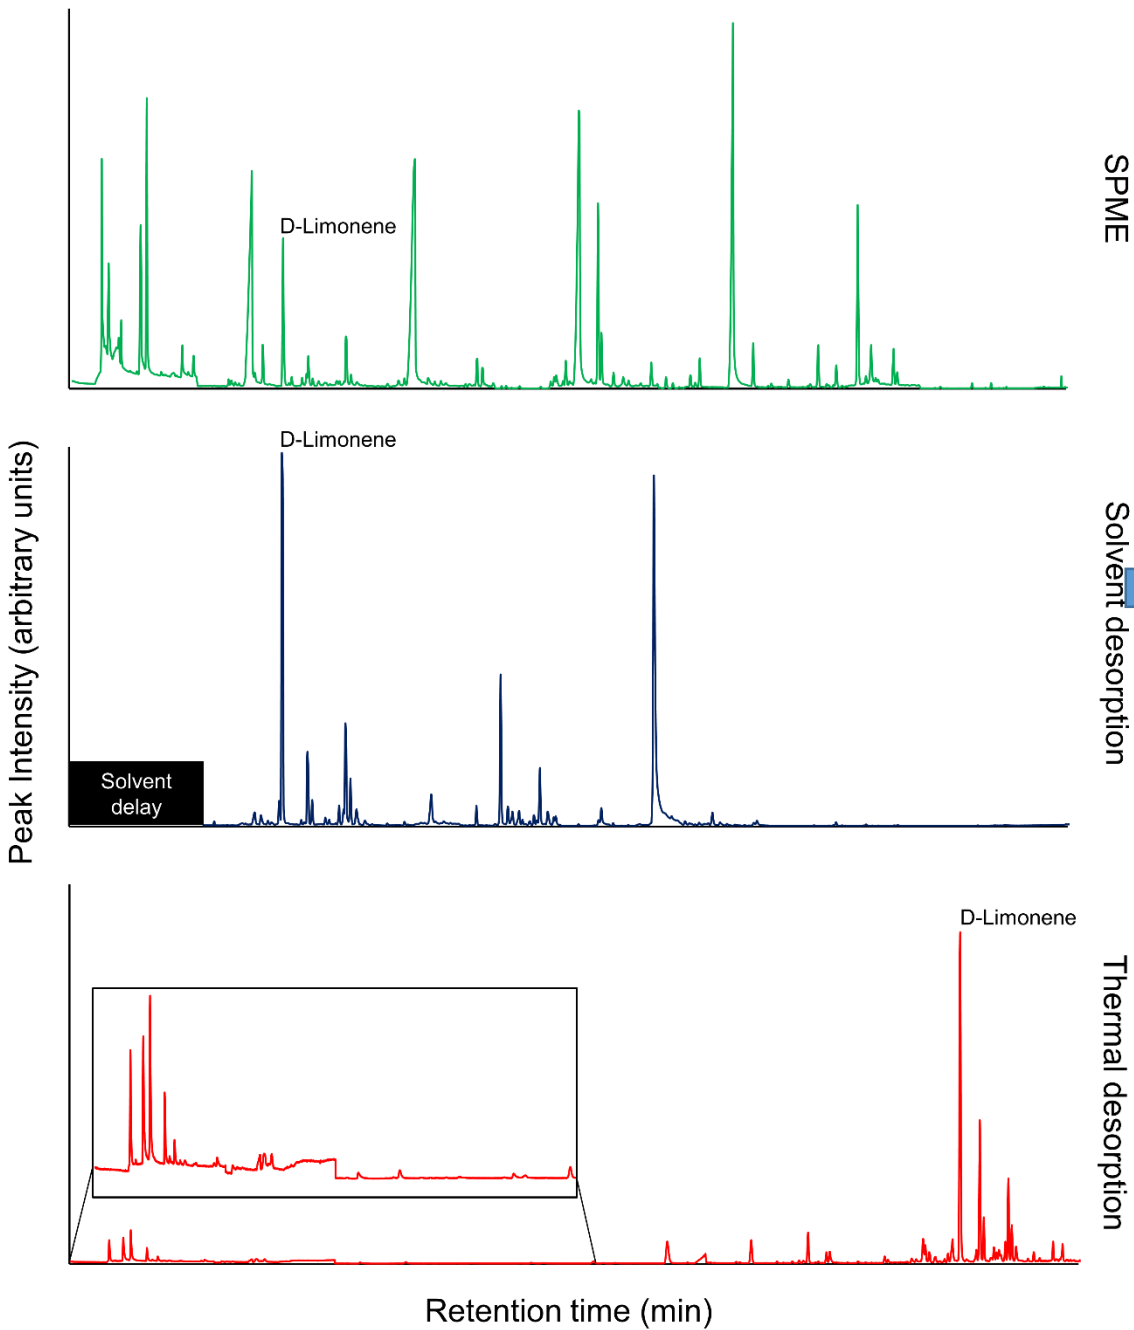 SPME
D-Limonene
Peak Intensity (arbitrary units)
D-Limonene
Solvent desorption
Solvent
delay
D-Limonene
Thermal desorption
Retention time (min)